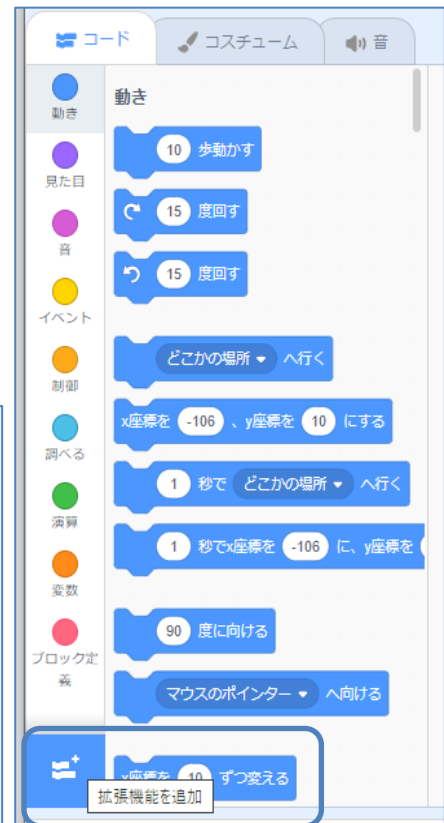 コード
コスチューム
音
動き
見た目
音
イベント
制御
調べる
演算
変数
ブロック定
義
動き
10 歩動かす
15 度回す
15 度回す
どこかの場所 へ行く
x座標を -106 、y座標を 10 にする
1 秒で どこかの場所 へ行く
1 秒でx座標を -106 に、y座標を
90 度に向ける
マウスのポインター へ向ける
x座標を 10 ずつ変える
拡張機能を追加